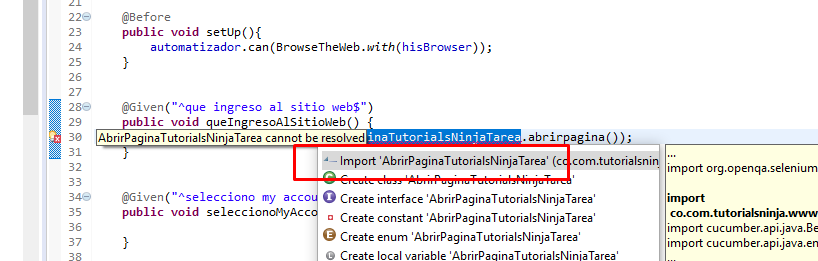 22 @Before
23 public void setUp(){
24 automatizador.can(BrowseTheWeb.with(hisBrowser));
25 }
26
27
28 @Given("^que ingreso al sitio web$")
29 public void queIngresoAlSitioWeb() {
30 AbrirPaginaTutorialsNinjaTarea cannot be resolved inaTutorialsNinjaTarea.abrirpagina());
31 }
32 Import 'AbrirPaginaTutorialsNinjaTarea' (co.com.tutorialsnin
33 Create class 'AbrirPaginaTutorialsNinjaTarea'
34 @Given("^selecciono my accou
Create interface 'AbrirPaginaTutorialsNinjaTarea'
35 public void seleccionoMyAcco
Create constant 'AbrirPaginaTutorialsNinjaTarea'
36
37 }
Create enum 'AbrirPaginaTutorialsNinjaTarea'
38 Create local variable 'AbrirPaginaTutorialsNinjaTarea'
...
import org.openqa.selenium
import
co.com.tutorialsninja.www
import cucumber.api.java.Be
import cucumber.api.java.en
...